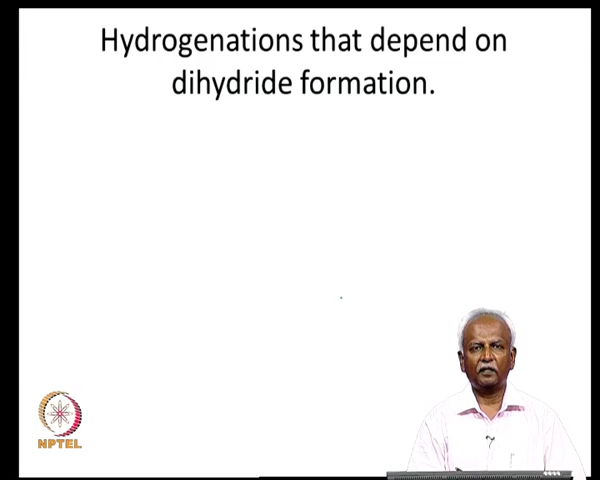 Hydrogenations that depend on
dihydride formation.
NPTEL